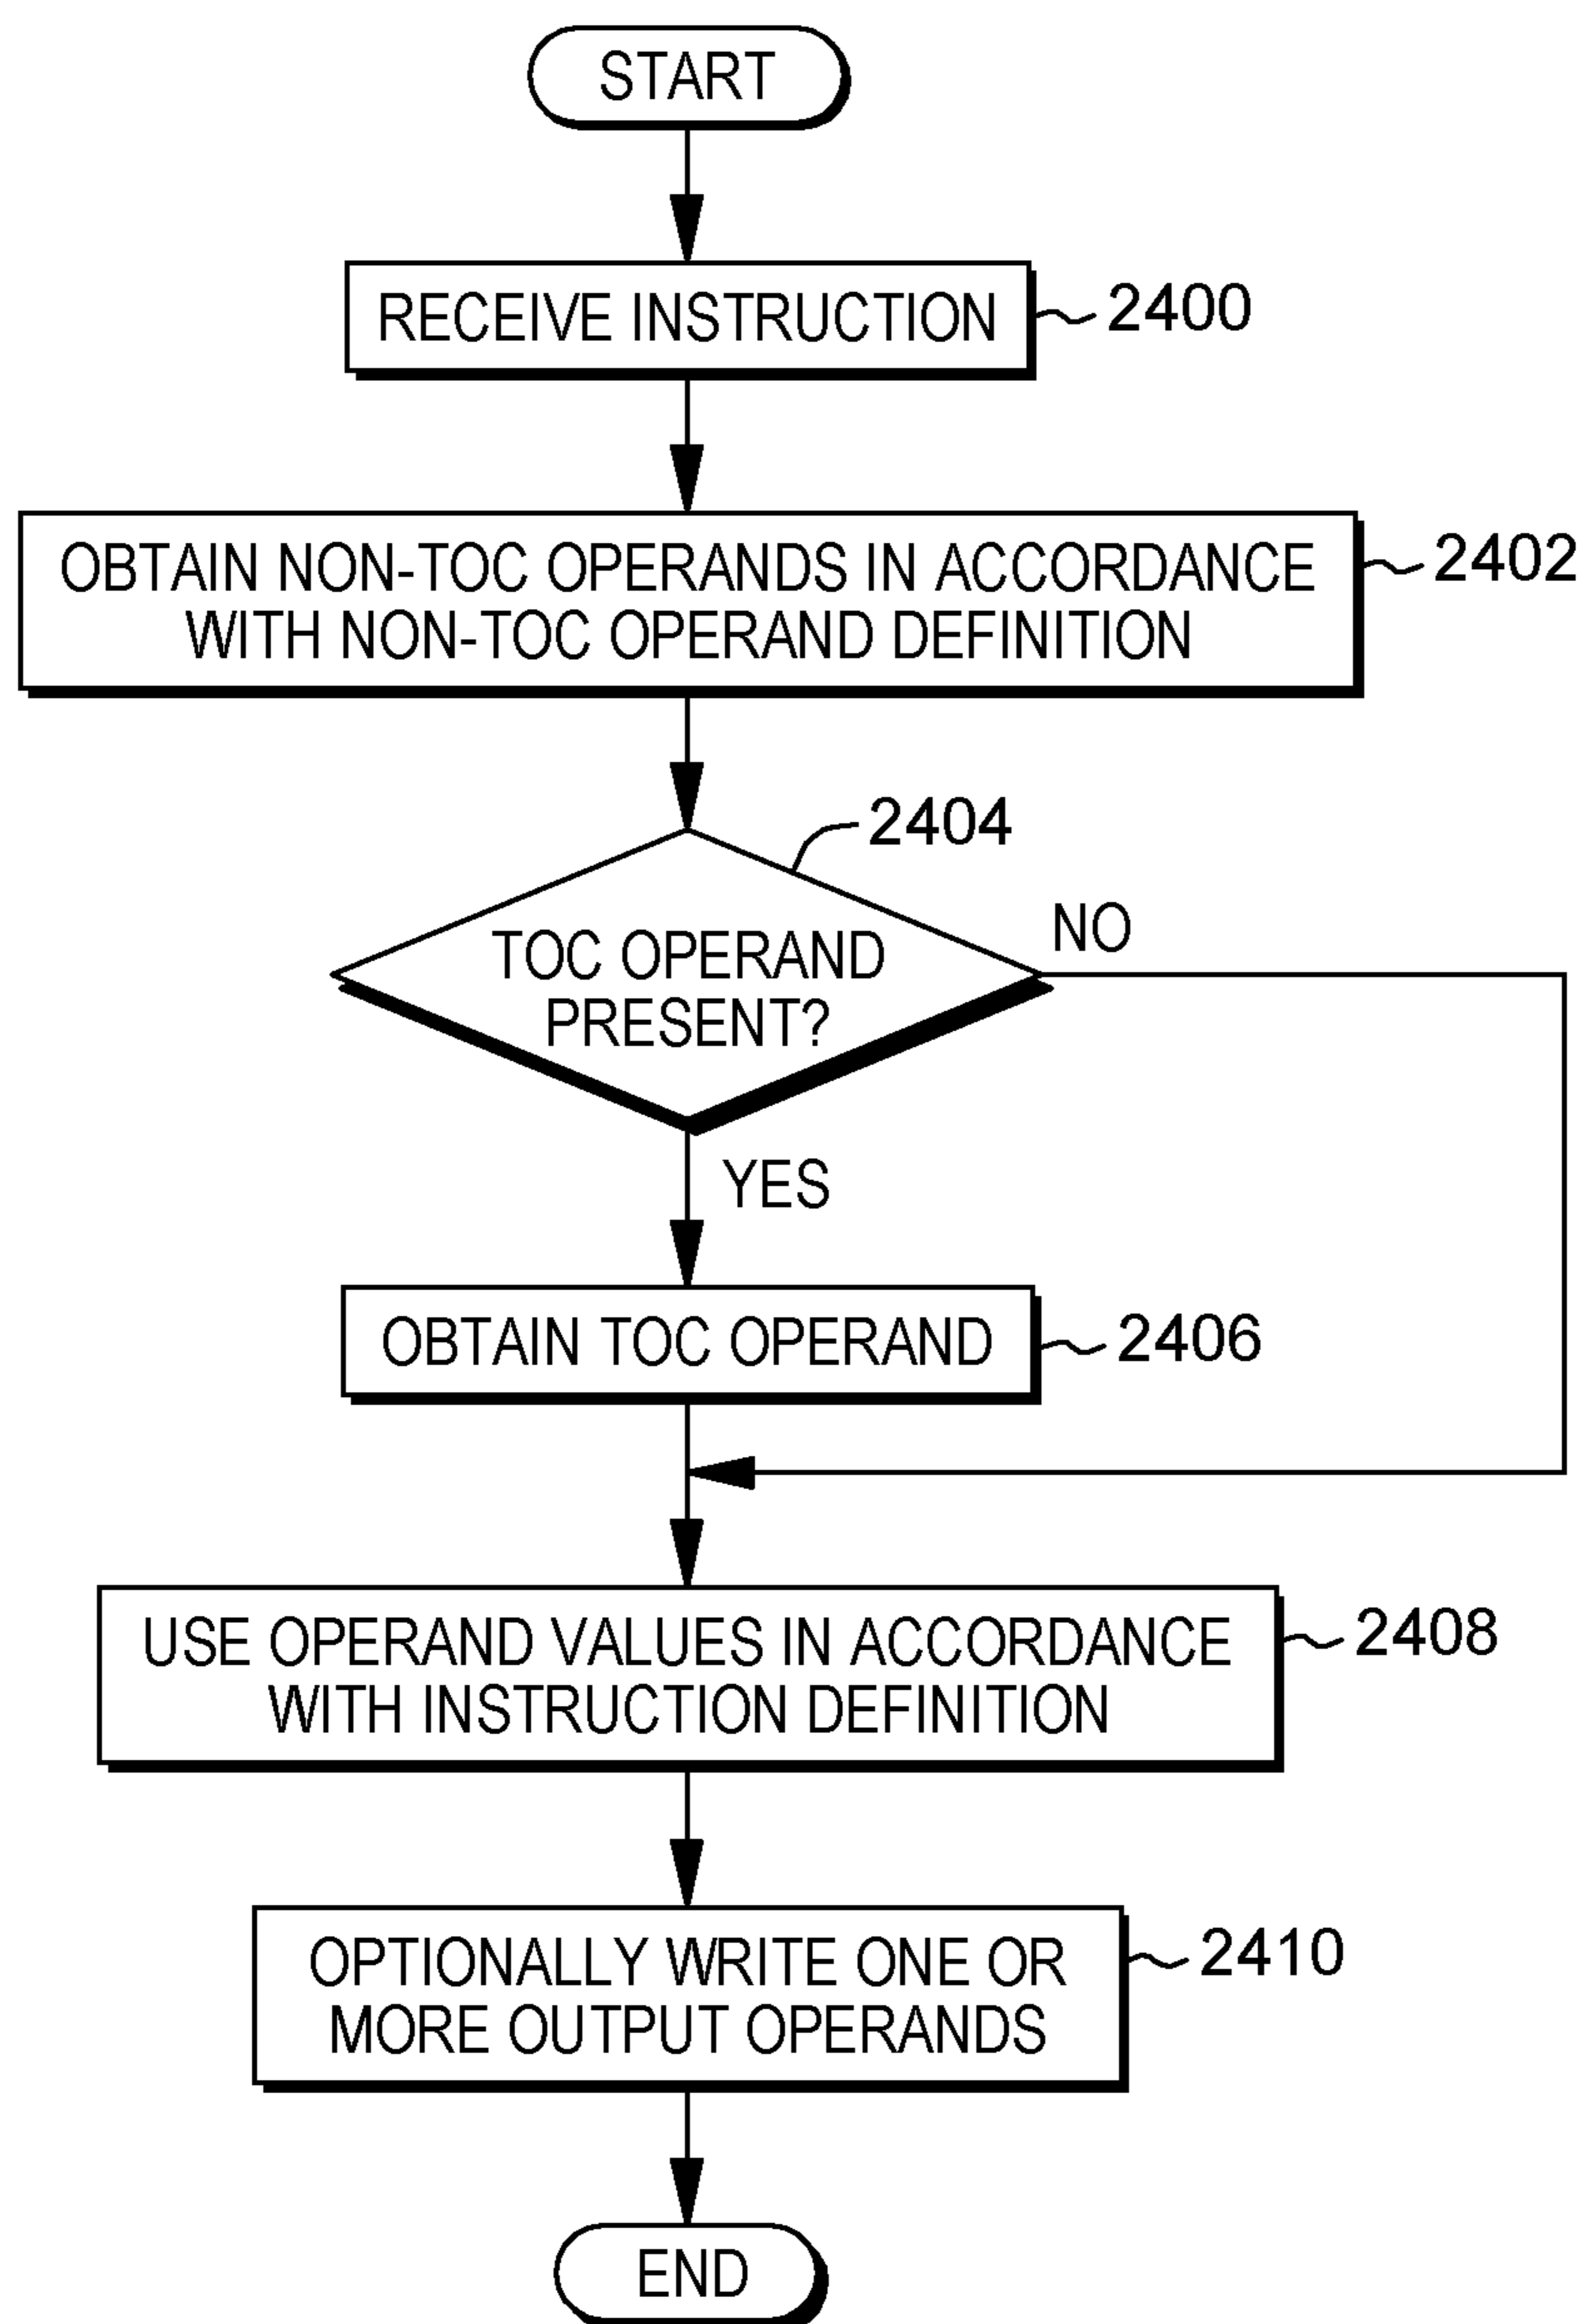 START
RECEIVE INSTRUCTION
2400
OBTAIN NON-TOC OPERANDS IN ACCORDANCE
WITH NON-TOC OPERAND DEFINITION
2402
2404
TOC OPERAND
PRESENT?
NO
YES
OBTAIN TOC OPERAND
2406
USE OPERAND VALUES IN ACCORDANCE
WITH INSTRUCTION DEFINITION
2408
OPTIONALLY WRITE ONE OR
MORE OUTPUT OPERANDS
2410
END